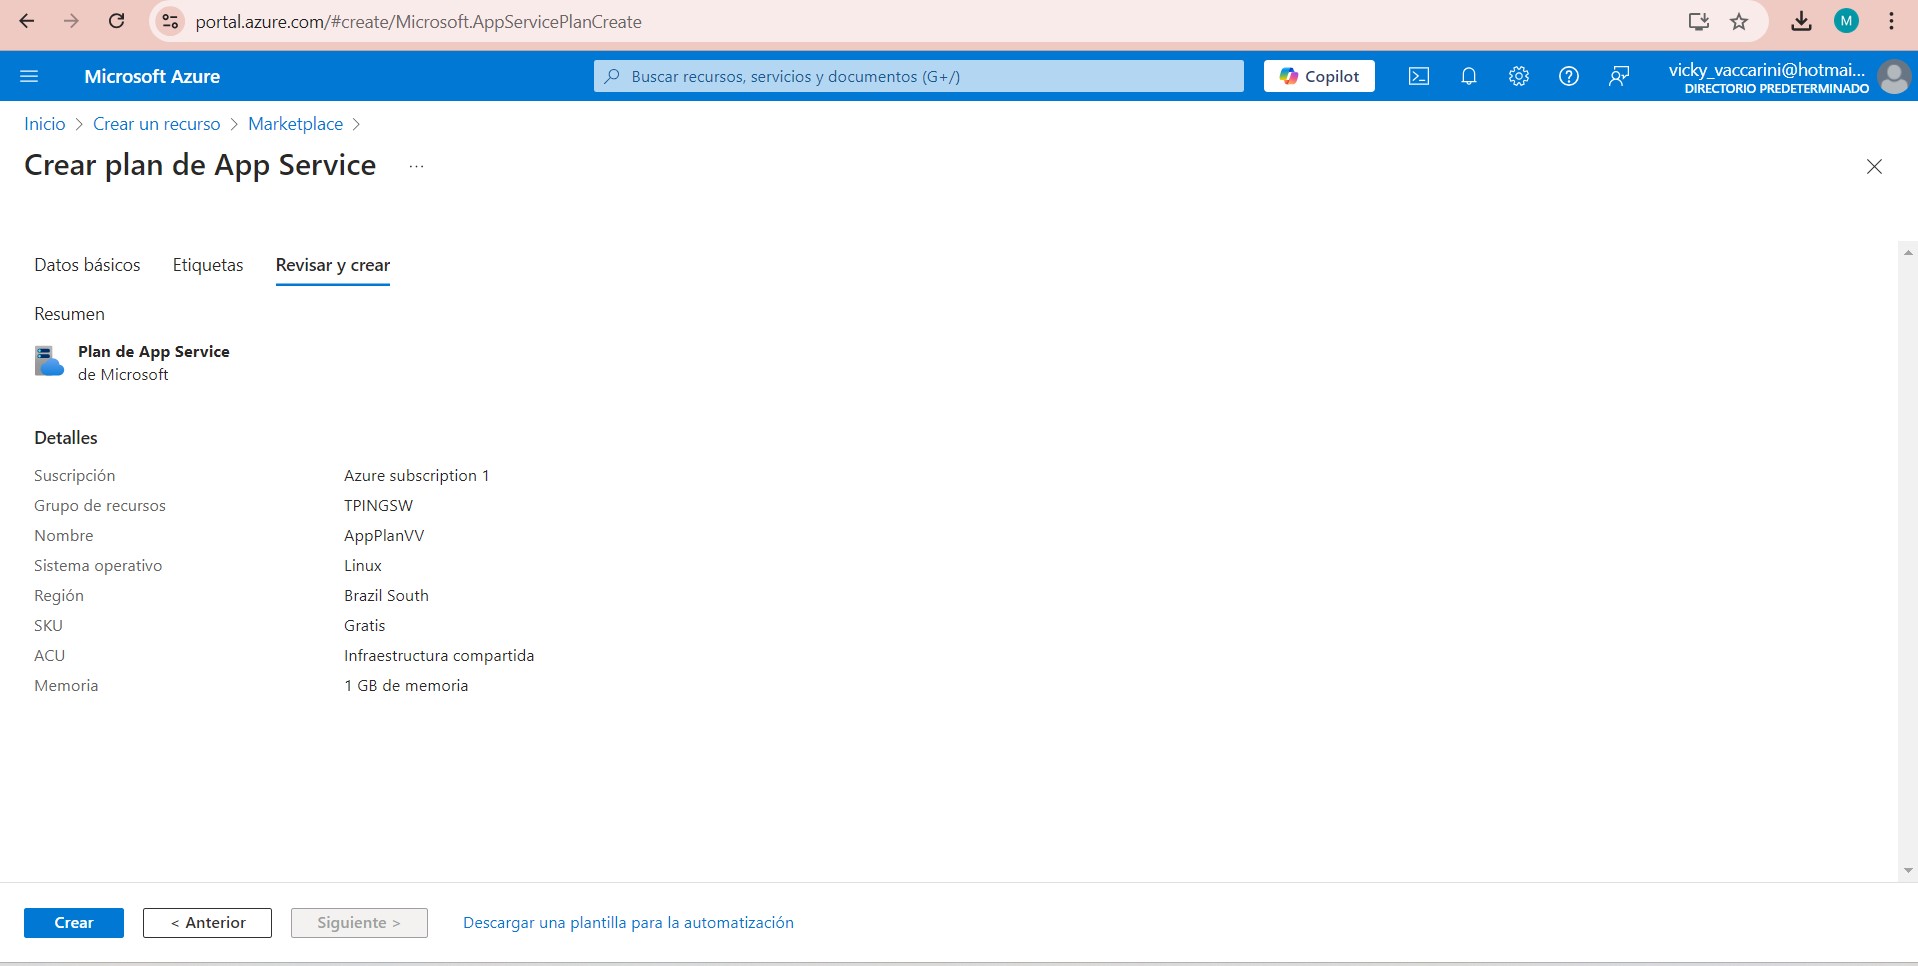 portal.azure.com/#create/Microsoft.AppServicePlanCreate
M
Microsoft Azure
Buscar recursos, servicios y documentos (G+/)
Copilot
vicky_vaccarini@hotmai...
DIRECTORIO PREDETERMINADO
Inicio > Crear un recurso > Marketplace >
Crear plan de App Service ...
Datos básicos Etiquetas Revisar y crear
Resumen
Plan de App Service
de Microsoft
Detalles
Suscripción Azure subscription 1
Grupo de recursos TPINGSW
Nombre AppPlanVV
Sistema operativo Linux
Región Brazil South
SKU Gratis
ACU Infraestructura compartida
Memoria 1 GB de memoria
Crear < Anterior Siguiente > Descargar una plantilla para la automatización